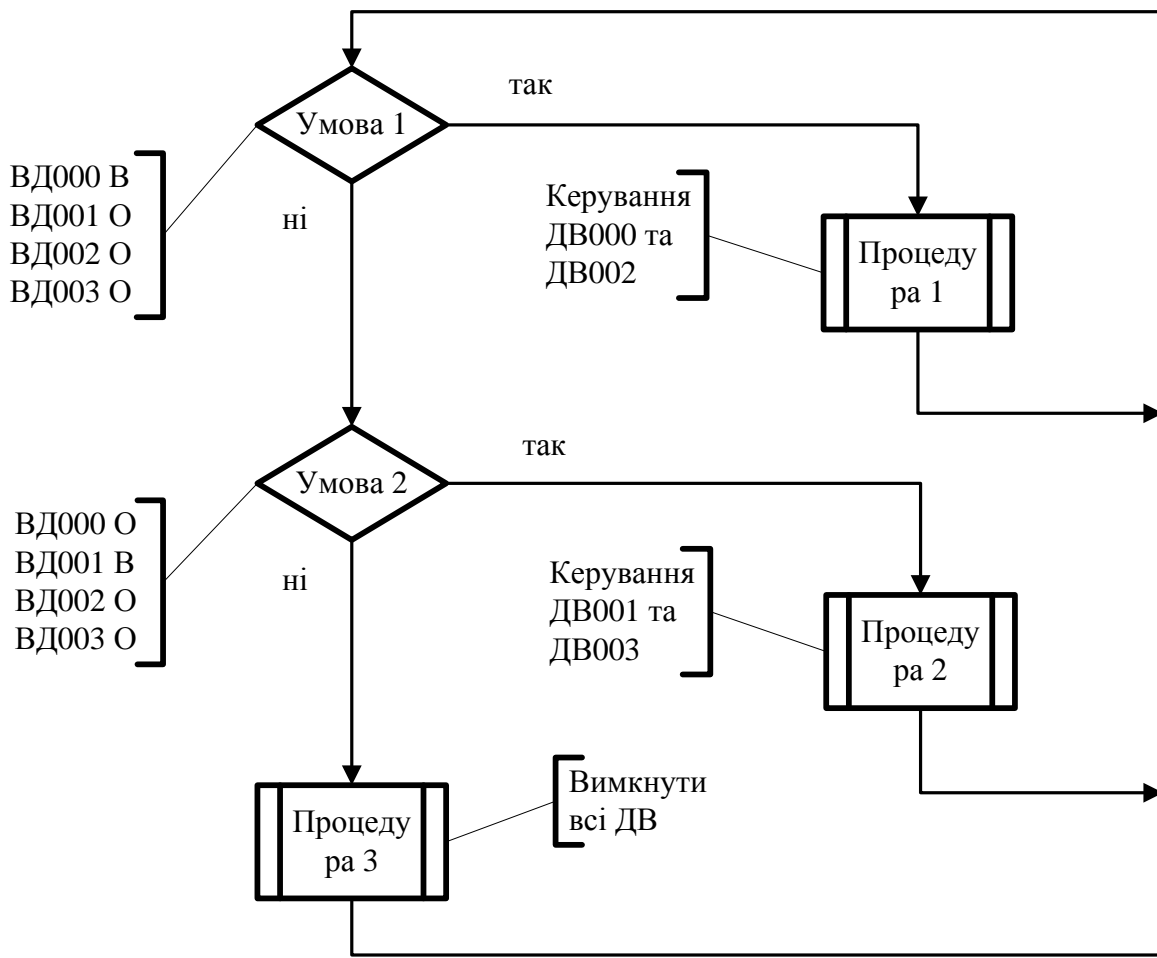 так
Умова 1
ВД000 В
ВД001 О
ВД002 О
ВД003 О
ні
Керування
ДВ000 та
ДВ002
Процеду
ра 1
так
Умова 2
ВД000 О
ВД001 В
ВД002 О
ВД003 О
ні
Керування
ДВ001 та
ДВ003
Процеду
ра 2
Процеду
ра 3
Вимкнути
всі ДВ